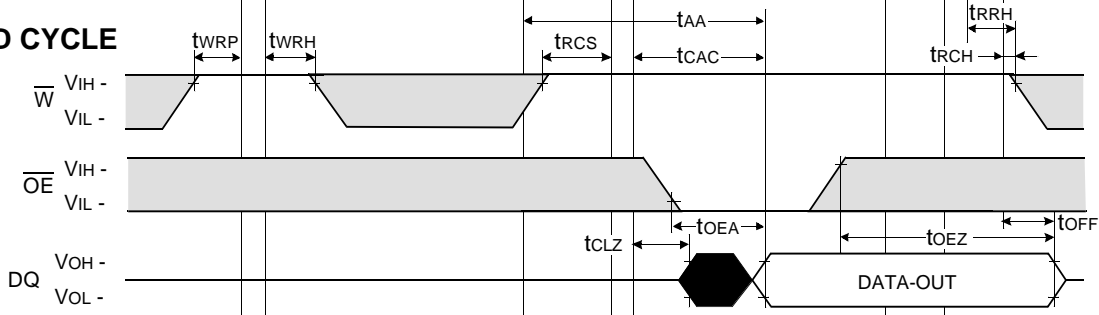 tRRH
tAA
D CYCLE
tWRP
tWRH
tRCS
tCAC
tRCH
W
VIH -
VIL -
OE
VIH -
VIL -
tOEA
tOFF
tCLZ
tOEZ
DQ
VOH -
VOL -
DATA-OUT